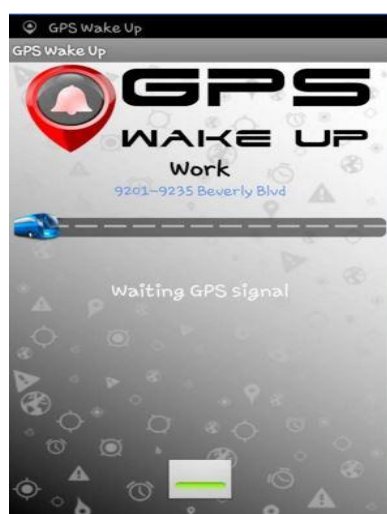 GPS Wake Up
GPS Wake Up
GPS
WAKE UP
Work
9201-9235 Beverly Blvd
Waiting GPS signal